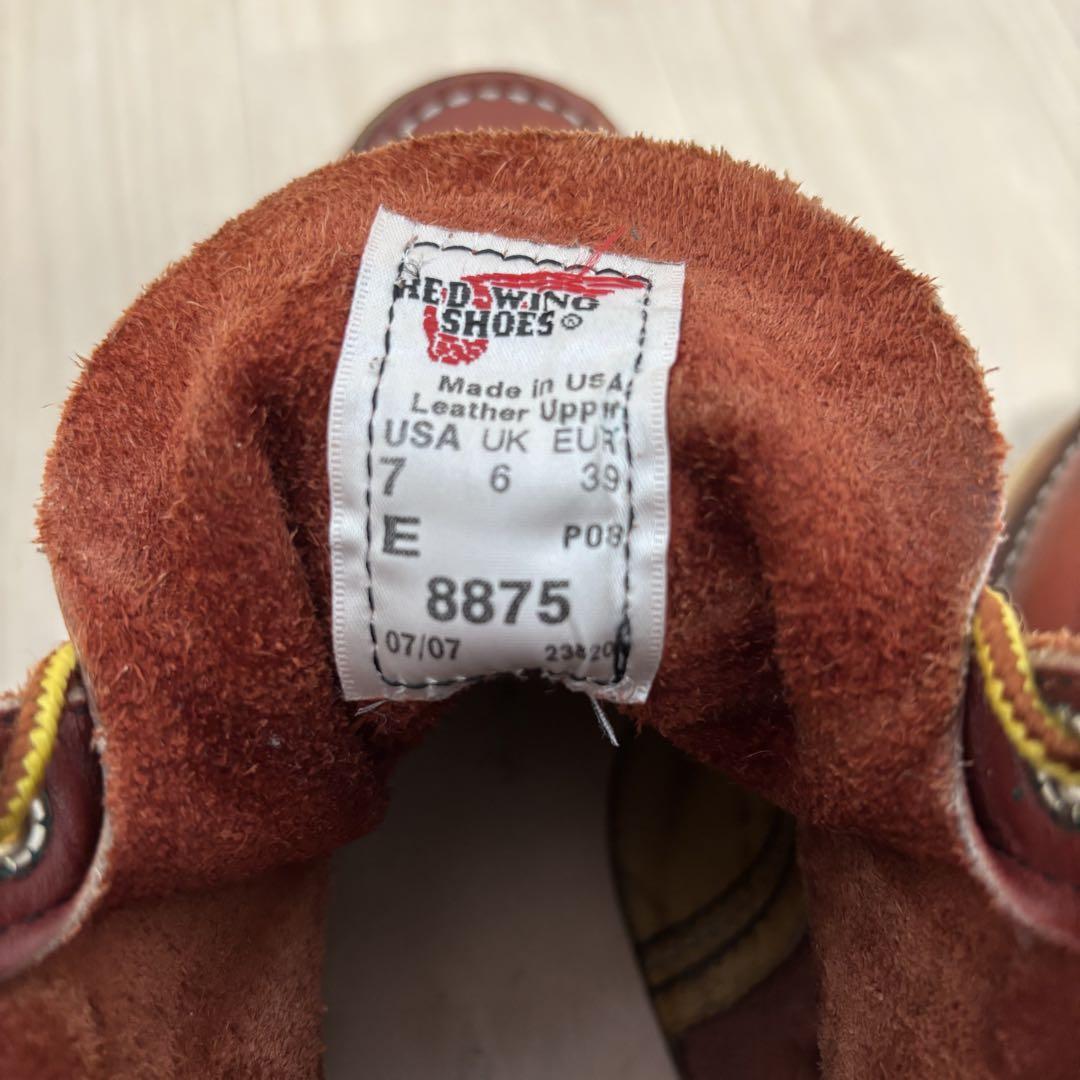 RED WING
SHOES®
Made in USA
Leather Upper
USA UK EUR
7 6 39
E P08
8875
07/07